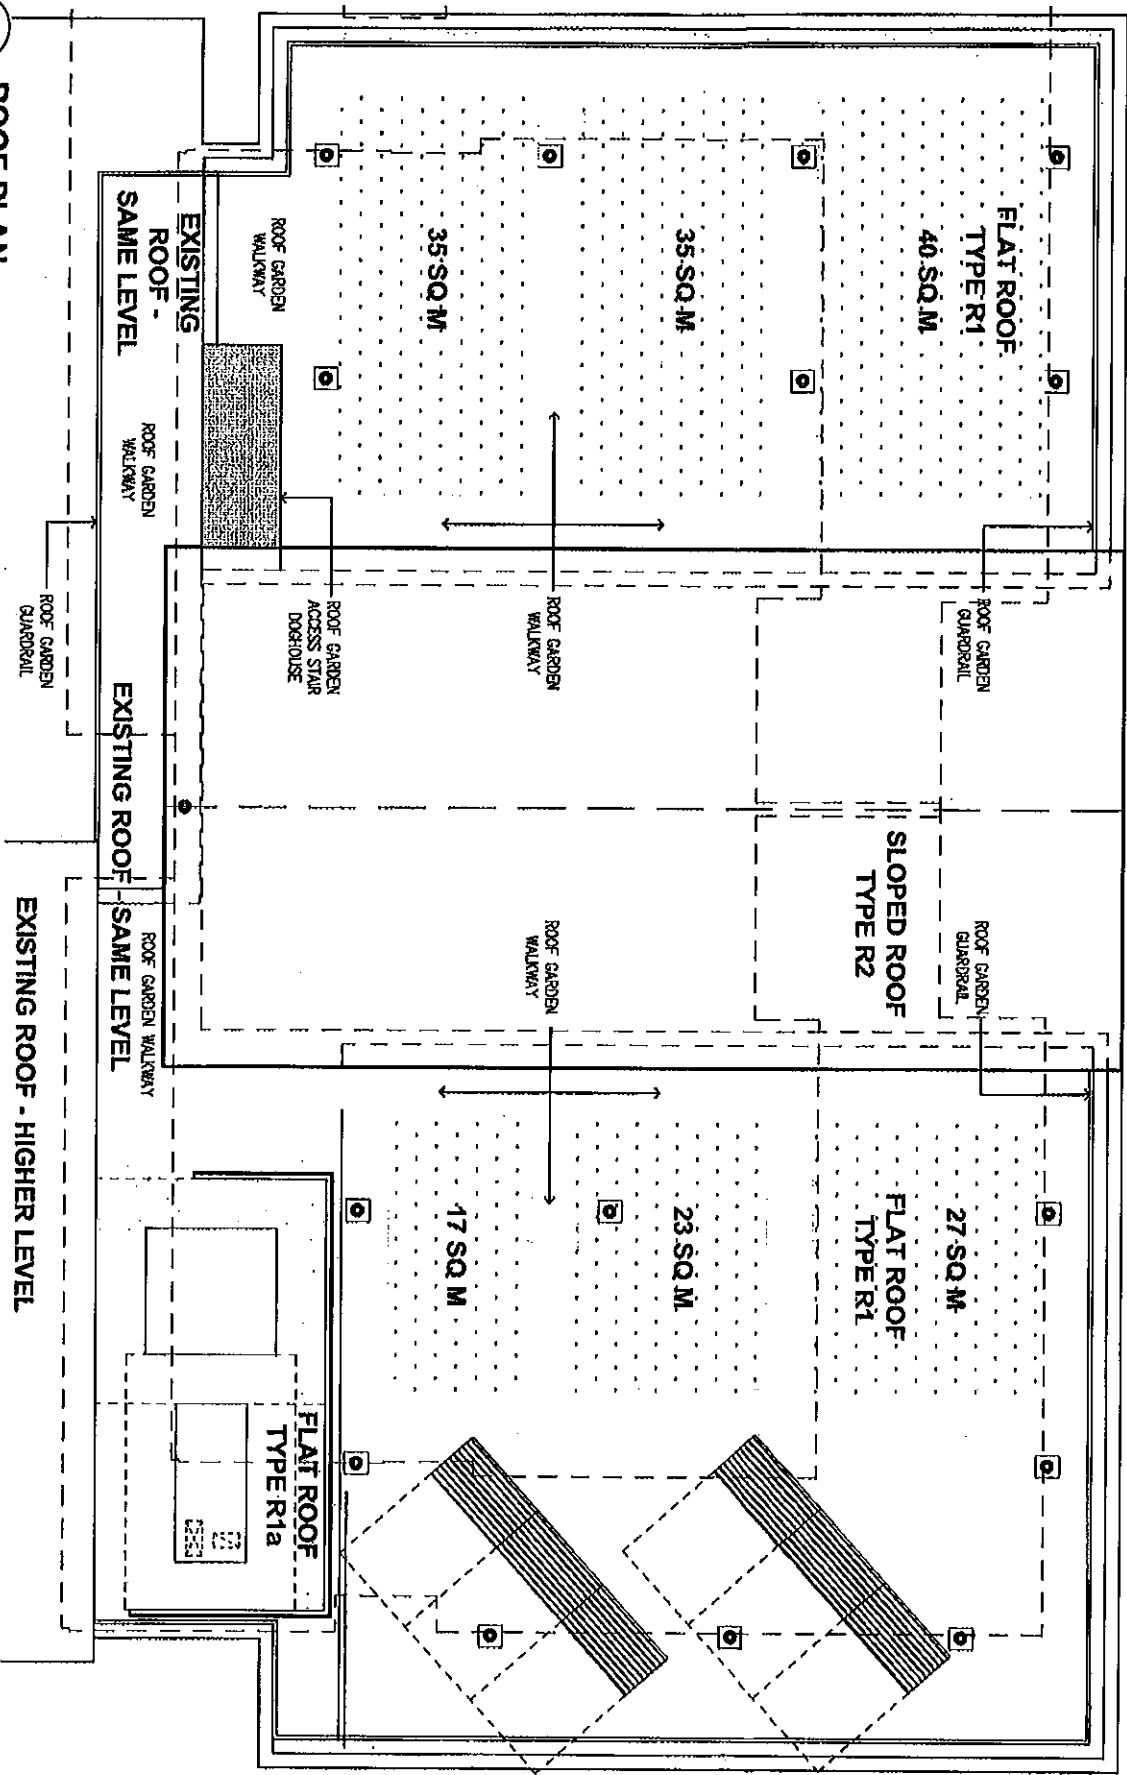 ROOF PLAN
FLAT ROOF
TYPE R1
40 SQ M
35 SQ M
35 SQ M
ROOF GARDEN
WALKWAY
EXISTING
ROOF -
SAME LEVEL
ROOF GARDEN
WALKWAY
ROOF GARDEN
GUARDRAIL
ROOF GARDEN
WALKWAY
ROOF GARDEN
ACCESS STAIR
DOGHOUSE
ROOF GARDEN
GUARDRAIL
SLOPED ROOF
TYPE R2
EXISTING ROOF - SAME LEVEL
ROOF GARDEN
GUARDRAIL
ROOF GARDEN
WALKWAY
ROOF GARDEN WALKWAY
EXISTING ROOF - HIGHER LEVEL
27 SQ M
FLAT ROOF
TYPE R1
23 SQ M
17 SQ M
FLAT ROOF
TYPE R1a